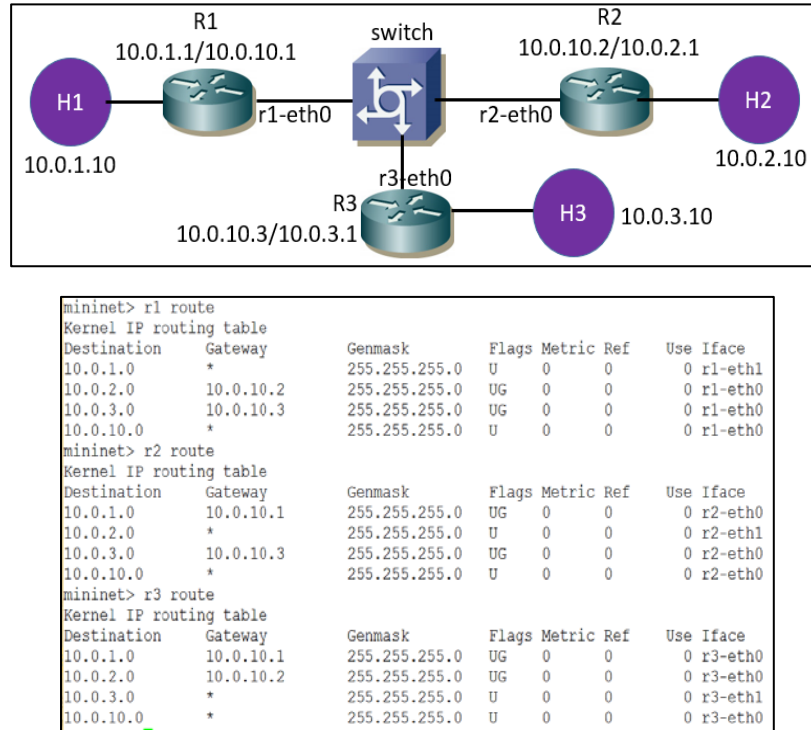 R1
10.0.1.1/10.0.10.1
switch
R2
10.0.10.2/10.0.2.1
H1
r1-eth0
r2-eth0
H2
10.0.1.10
10.0.2.10
r3-eth0
R3
10.0.10.3/10.0.3.1
H3
10.0.3.10
mininet> r1 route
Kernel IP routing table
Destination Gateway Genmask Flags Metric Ref Use Iface
10.0.1.0 * 255.255.255.0 U 0 0 0 r1-eth1
10.0.2.0 10.0.10.2 255.255.255.0 UG 0 0 0 r1-eth0
10.0.3.0 10.0.10.3 255.255.255.0 UG 0 0 0 r1-eth0
10.0.10.0 * 255.255.255.0 U 0 0 0 r1-eth0
mininet> r2 route
Kernel IP routing table
Destination Gateway Genmask Flags Metric Ref Use Iface
10.0.1.0 10.0.10.1 255.255.255.0 UG 0 0 0 r2-eth0
10.0.2.0 * 255.255.255.0 U 0 0 0 r2-eth1
10.0.3.0 10.0.10.3 255.255.255.0 UG 0 0 0 r2-eth0
10.0.10.0 * 255.255.255.0 U 0 0 0 r2-eth0
mininet> r3 route
Kernel IP routing table
Destination Gateway Genmask Flags Metric Ref Use Iface
10.0.1.0 10.0.10.1 255.255.255.0 UG 0 0 0 r3-eth0
10.0.2.0 10.0.10.2 255.255.255.0 UG 0 0 0 r3-eth0
10.0.3.0 * 255.255.255.0 U 0 0 0 r3-eth1
10.0.10.0 * 255.255.255.0 U 0 0 0 r3-eth0